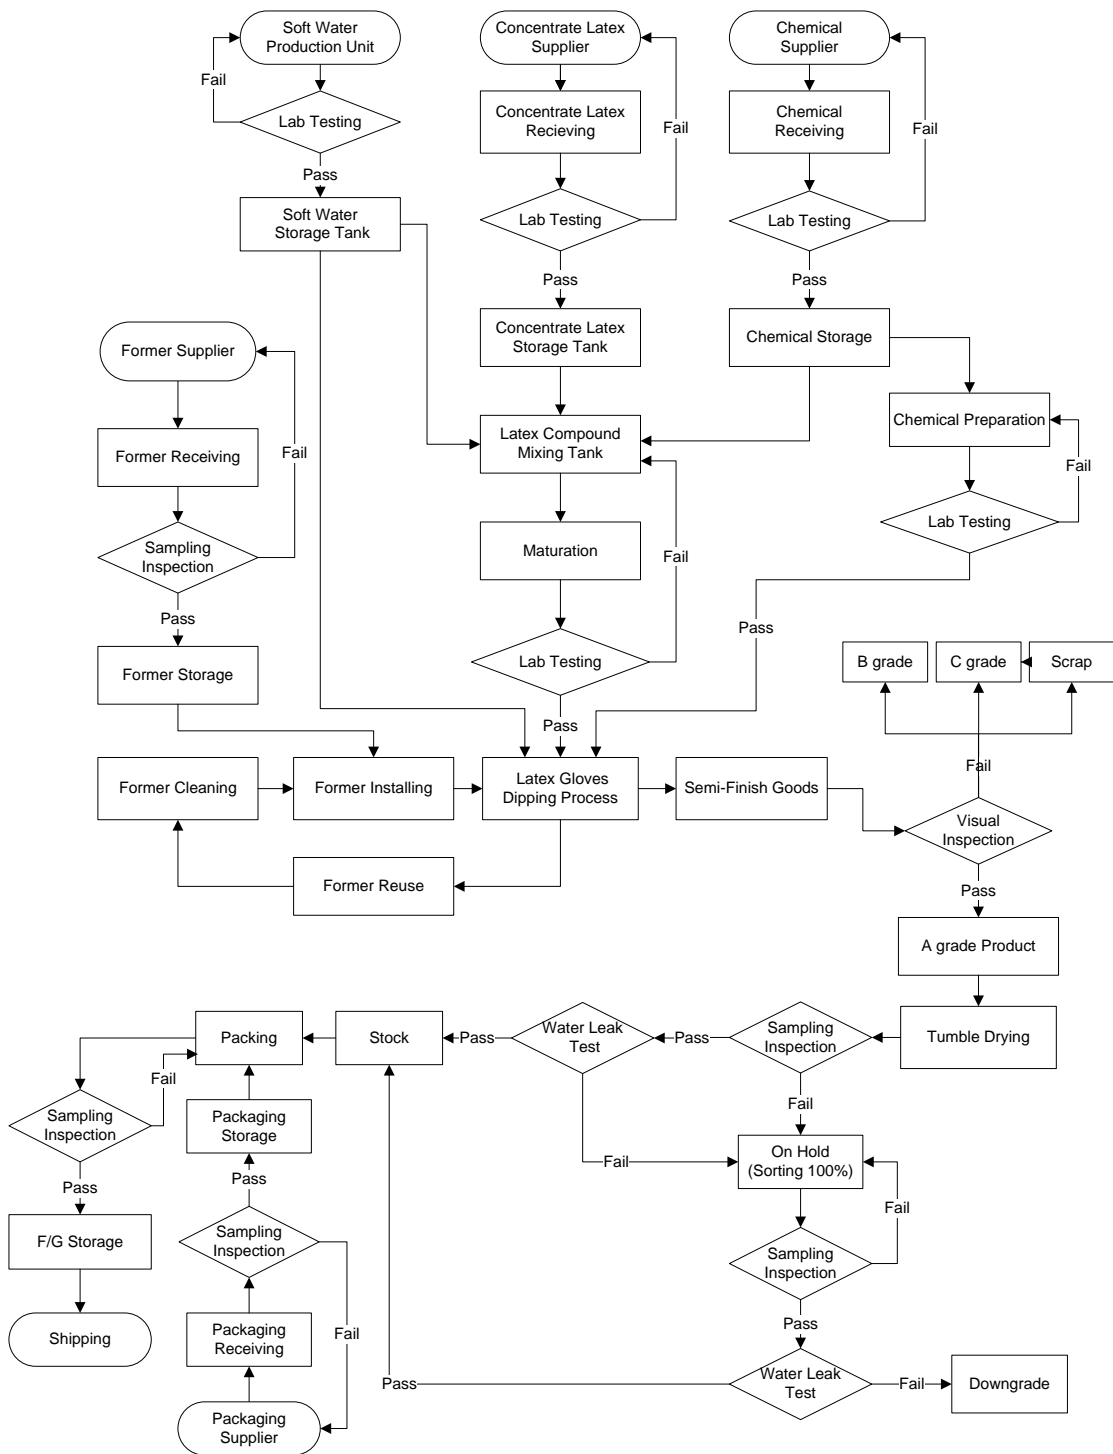 Soft Water
Production Unit
Fail
Lab Testing
Pass
Soft Water
Storage Tank
Concentrate Latex
Supplier
Concentrate Latex
Recieving
Fail
Lab Testing
Pass
Concentrate Latex
Storage Tank
Chemical
Supplier
Chemical
Receiving
Fail
Lab Testing
Pass
Chemical Storage
Chemical Preparation
Fail
Lab Testing
Pass
Former Supplier
Former Receiving
Fail
Sampling
Inspection
Pass
Former Storage
Latex Compound
Mixing Tank
Maturation
Fail
Lab Testing
Pass
B grade
C grade
Scrap
Fail
Former Cleaning
Former Installing
Latex Gloves
Dipping Process
Semi-Finish Goods
Visual
Inspection
Former Reuse
Pass
A grade Product
Tumble Drying
Sampling
Inspection
Pass
Water Leak
Test
Pass
Stock
Packing
Fail
Sampling
Inspection
Pass
F/G Storage
Shipping
Packaging
Storage
Pass
Sampling
Inspection
Fail
Packaging
Receiving
Packaging
Supplier
Fail
Fail
On Hold
(Sorting 100%)
Fail
Sampling
Inspection
Pass
Water Leak
Test
Pass
Fail
Downgrade